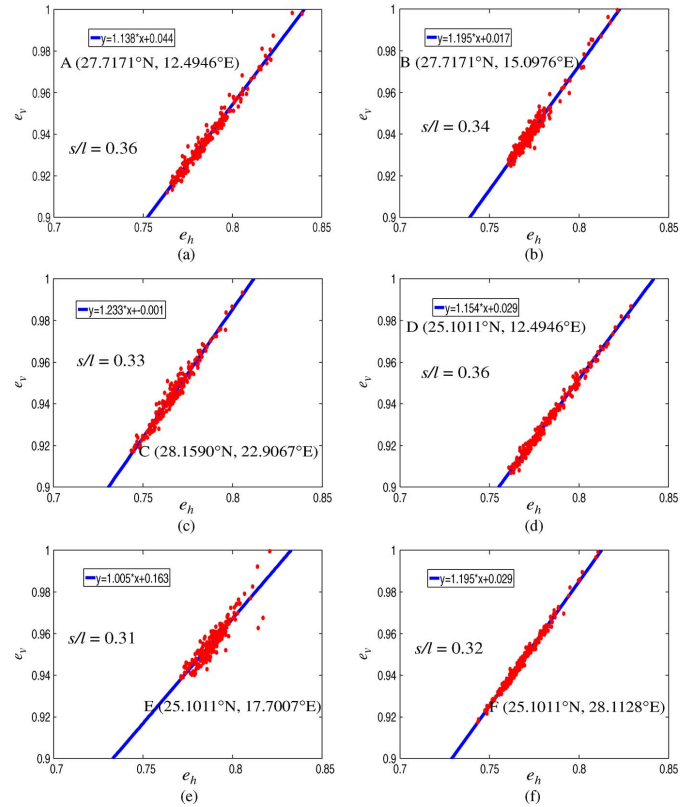 1
0.98
0.96
0.94
0.92
0.9
e_v
y=1.138*x+0.044
A (27.7171°N, 12.4946°E)
s/l = 0.36
0.7 0.75 0.8 0.85
e_h
(a)
1
0.98
0.96
0.94
0.92
0.9
e_v
y=1.195*x+0.017
B (27.7171°N, 15.0976°E)
s/l = 0.34
0.7 0.75 0.8 0.85
e_h
(b)
1
0.98
0.96
0.94
0.92
0.9
e_v
y=1.233*x+-0.001
s/l = 0.33
C (28.1590°N, 22.9067°E)
0.7 0.75 0.8 0.85
e_h
(c)
1
0.98
0.96
0.94
0.92
0.9
e_v
y=1.154*x+0.029
D (25.1011°N, 12.4946°E)
s/l = 0.36
0.7 0.75 0.8 0.85
e_h
(d)
1
0.98
0.96
0.94
0.92
0.9
e_v
y=1.005*x+0.163
s/l = 0.31
E (25.1011°N, 17.7007°E)
0.7 0.75 0.8 0.85
e_h
(e)
1
0.98
0.96
0.94
0.92
0.9
e_v
y=1.195*x+0.029
s/l = 0.32
F (25.1011°N, 28.1128°E)
0.7 0.75 0.8 0.85
e_h
(f)